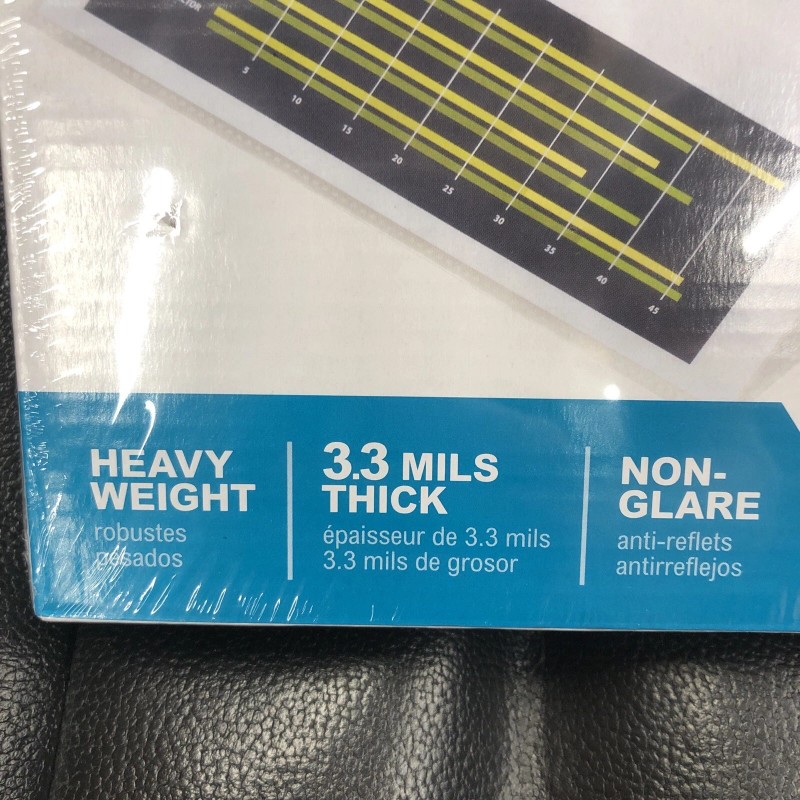 5
10
15
20
25
30
35
40
45
HEAVY
WEIGHT
robustes
pesados
3.3 MILS
THICK
épaisseur de 3.3 mils
3.3 mils de grosor
NON-
GLARE
anti-reflets
antirreflejos